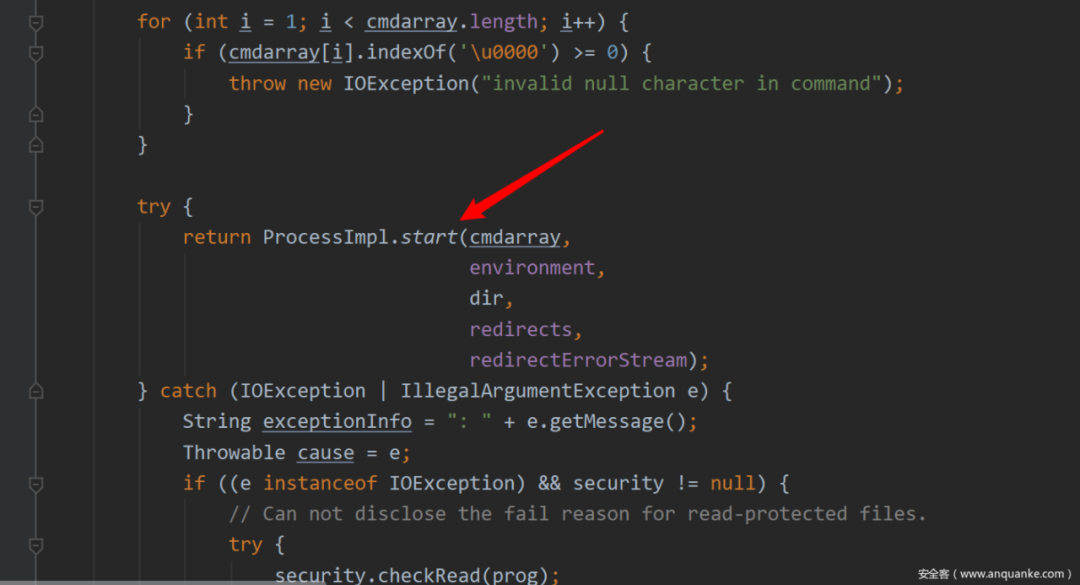 for (int i = 1; i < cmdarray.length; i++) {
if (cmdarray[i].indexOf('\u0000') >= 0) {
throw new IOException("invalid null character in command");
}
}
try {
return ProcessImpl.start(cmdarray,
environment,
dir,
redirects,
redirectErrorStream);
} catch (IOException | IllegalArgumentException e) {
String exceptionInfo = ": " + e.getMessage();
Throwable cause = e;
if ((e instanceof IOException) && security != null) {
// Can not disclose the fail reason for read-protected files.
try {
security.checkRead(prog);
安全客（www.anquanke.com）